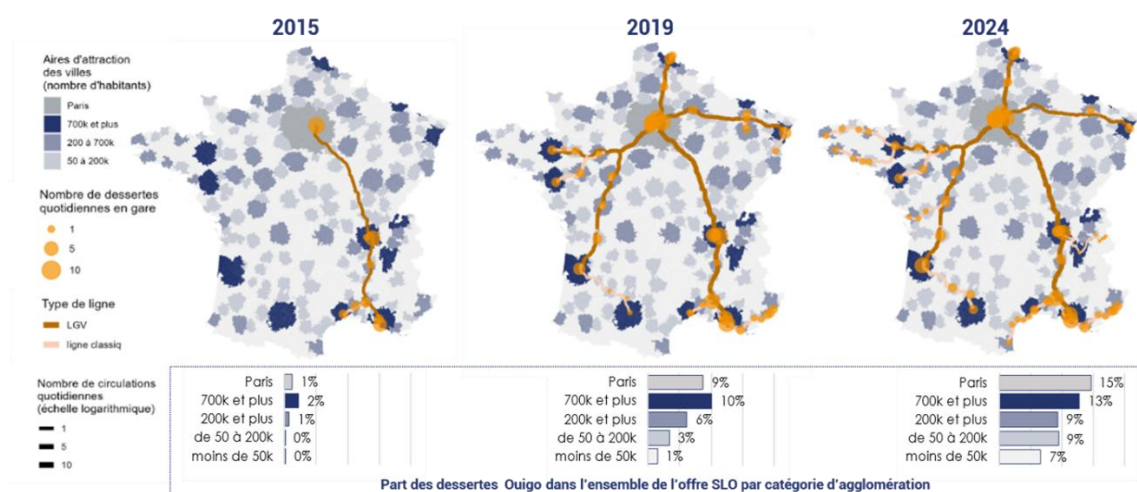 2015
2019
2024
Aires d'attraction
des villes
(nombre d'habitants)
Paris
700k et plus
200 à 700k
50 à 200k
Nombre de dessertes
quotidiennes en gare
1
5
10
Type de ligne
LGV
ligne classiq
Nombre de circulations
quotidiennes
(échelle logarithmique)
1
5
10
Paris 1%
700k et plus 2%
200k et plus 1%
de 50 à 200k 0%
moins de 50k 0%
Paris 9%
700k et plus 10%
200k et plus 6%
de 50 à 200k 3%
moins de 50k 1%
Paris 15%
700k et plus 13%
200k et plus 9%
de 50 à 200k 9%
moins de 50k 7%
Part des dessertes Ouigo dans l'ensemble de l'offre SLO par catégorie d'agglomération